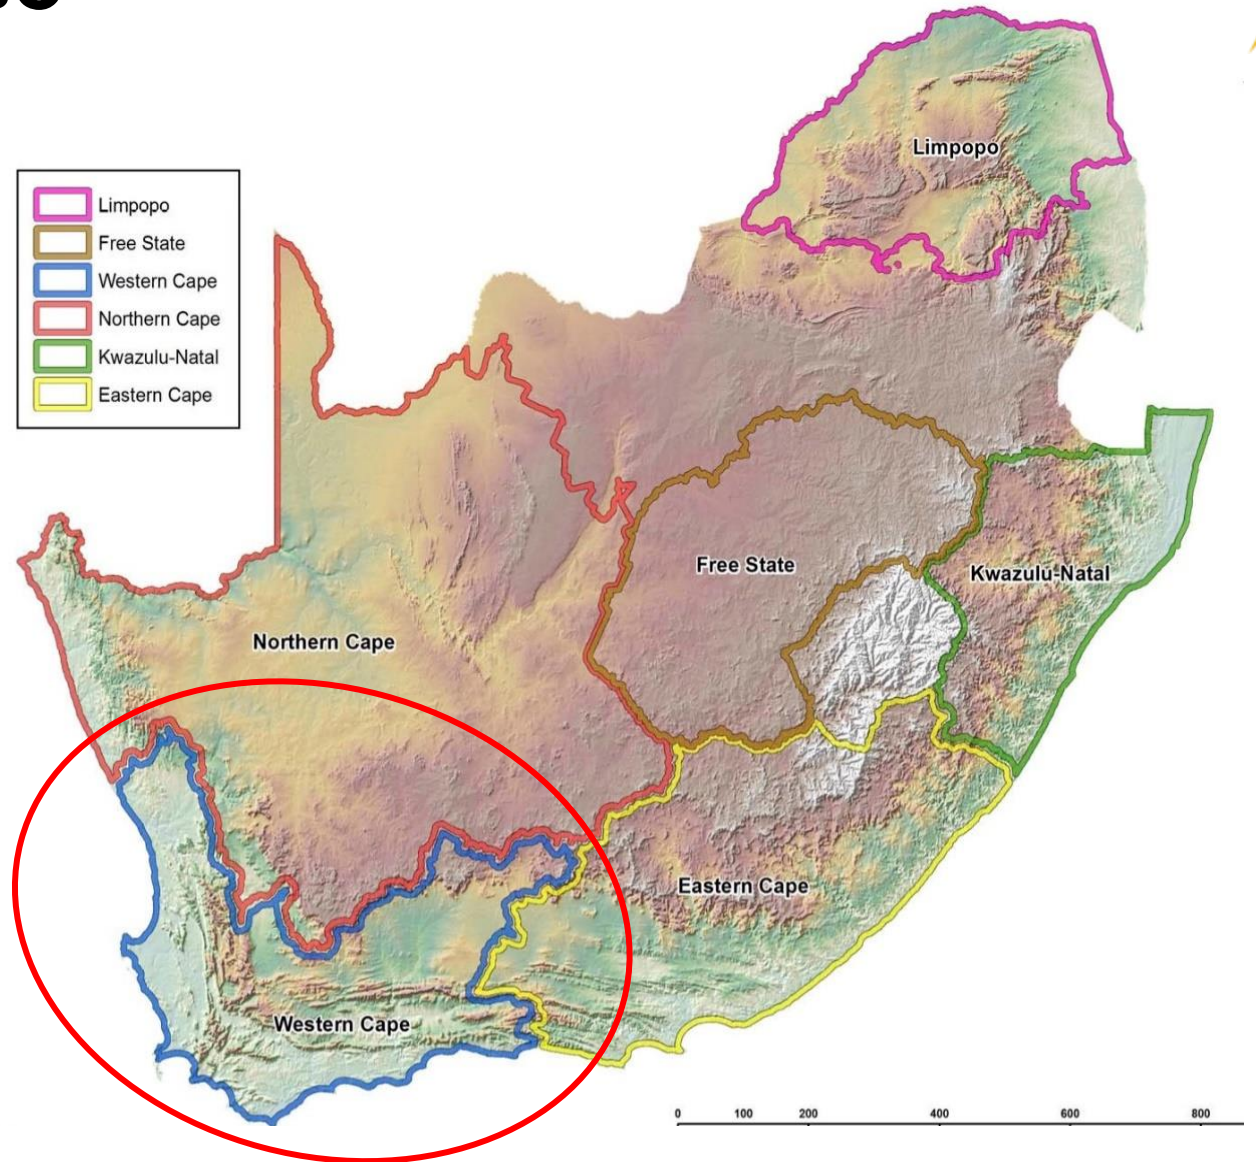 Limpopo
Limpopo
Free State
Western Cape
Northern Cape
Kwazulu-Natal
Eastern Cape
Free State
Kwazulu-Natal
Northern Cape
Eastern Cape
Western Cape
0 100 200 400 600 800